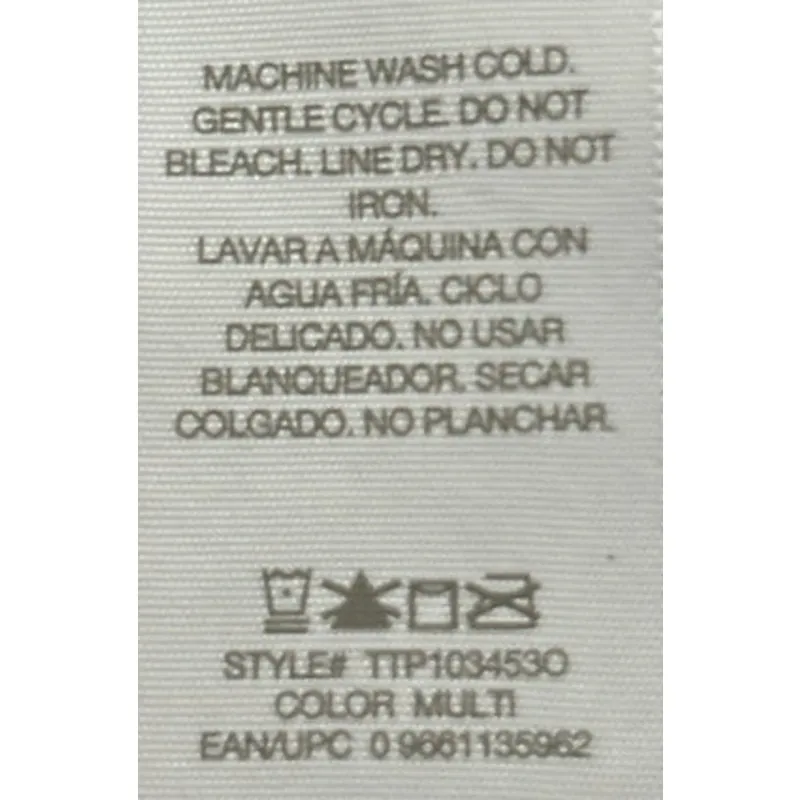 MACHINE WASH COLD.
GENTLE CYCLE. DO NOT
BLEACH. LINE DRY. DO NOT
IRON.
LAVAR A MÁQUINA CON
AGUA FRÍA. CICLO
DELICADO. NO USAR
BLANQUEADOR. SECAR
COLGADO. NO PLANCHAR.
STYLE# TTP103453O
COLOR MULTI
EAN/UPC 0 9661135962